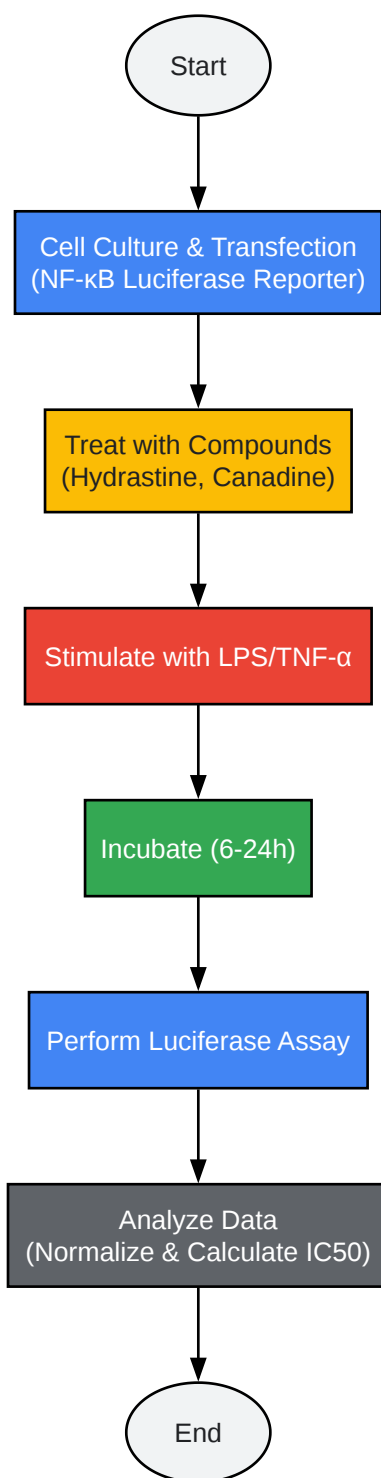 Start
Cell Culture & Transfection
(NF-κB Luciferase Reporter)
Treat with Compounds
(Hydrastine, Canadine)
Stimulate with LPS/TNF-α
Incubate (6-24h)
Perform Luciferase Assay
Analyze Data
(Normalize & Calculate IC50)
End